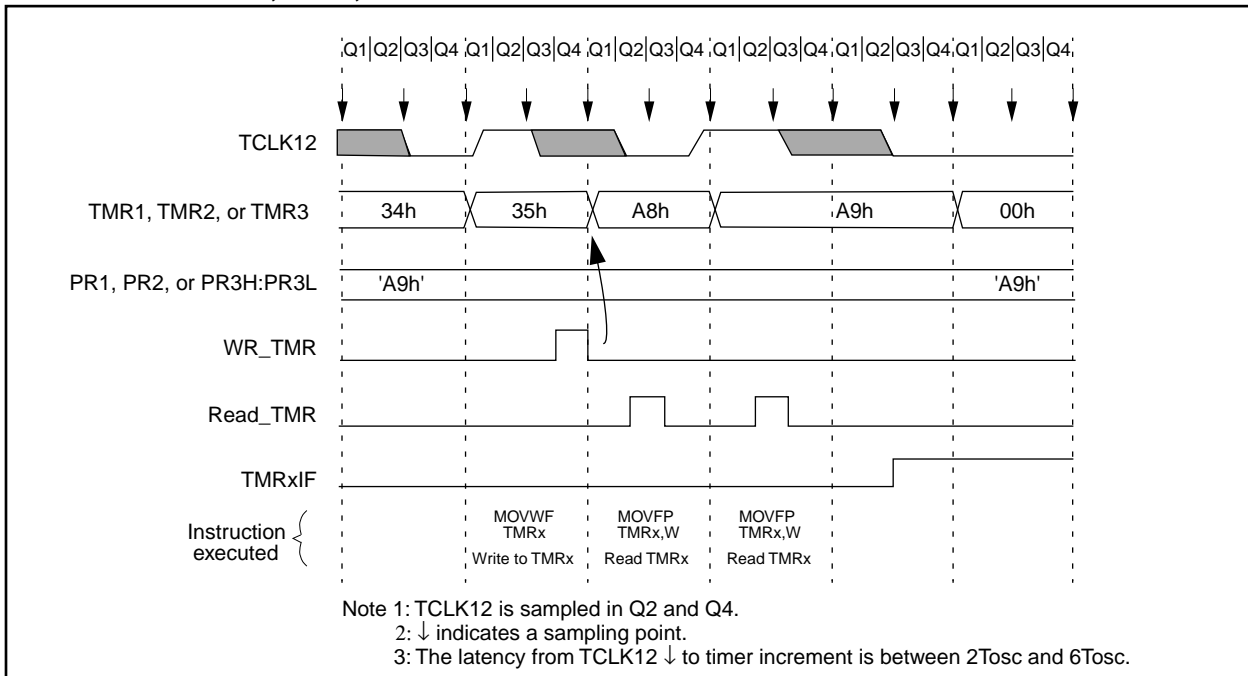 Q1 Q2 Q3 Q4 Q1 Q2 Q3 Q4 Q1 Q2 Q3 Q4 Q1 Q2 Q3 Q4 Q1 Q2 Q3 Q4 Q1 Q2 Q3 Q4
TCLK12
TMR1, TMR2, or TMR3 34h 35h A8h A9h 00h
PR1, PR2, or PR3H:PR3L 'A9h' 'A9h'
WR_TMR
Read_TMR
TMRxIF
Instruction
executed
MOVWF
TMRx
Write to TMRx
MOVFP
TMRx,W
Read TMRx
MOVFP
TMRx,W
Read TMRx
Note 1: TCLK12 is sampled in Q2 and Q4.
2: ↓ indicates a sampling point.
3: The latency from TCLK12 ↓ to timer increment is between 2Tosc and 6Tosc.